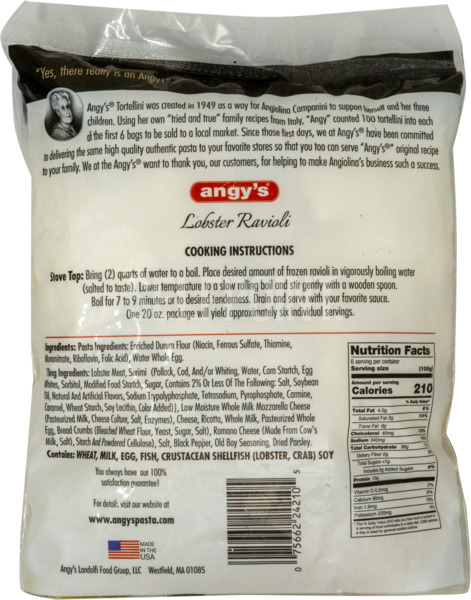 "Yes, there really is an Angy!"
Angy's® Tortellini was created in 1949 as a way for Angiolina Campanini to support herself and her three
children. Using her own "tried and true" family recipes from Italy, "Angy" counted 100 tortellini into each
of the first 6 bags to be sold to a local market. Since those first days, we at Angy's® have been committed
to delivering the same high quality authentic pasta to your favorite stores so that you too can serve "Angy's®" original recipe
to your family. We at the Angy's® want to thank you, our customers, for helping to make Angiolina's business such a success.
angy's®
Lobster Ravioli
COOKING INSTRUCTIONS
Stove Top: Bring (2) quarts of water to a boil. Place desired amount of frozen ravioli in vigorously boiling water
(salted to taste). Lower temperature to a slow rolling boil and stir gently with a wooden spoon.
Boil for 7 to 9 minutes or to desired tenderness. Drain and serve with your favorite sauce.
One 20 oz. package will yield approximately six individual servings.
Ingredients: Pasta Ingredients: Enriched Durum Flour (Niacin, Ferrous Sulfate, Thiamine,
Mononitrate, Riboflavin, Folic Acid), Water Whole Egg.
Ingredients: Lobster Meat, Surimi (Pollock, Cod, And/or Whiting, Water, Corn Starch, Egg
Whites, Sorbitol, Modified Food Starch, Sugar, Contains 2% Or Less Of The Following: Salt, Soybean
Oil, Natural And Artificial Flavors, Sodium Tripolyphosphate, Tetrasodium, Pyrophosphate, Carmine,
Caramel, Wheat Starch, Soy Lecithin, Color Added)], Low Moisture Whole Milk Mozzarella Cheese
(Pasteurized Milk, Cheese Culture, Salt, Enzymes), Cheese, Ricotta, Whole Milk, Pasteurized Whole
Egg, Bread Crumbs (Bleached Wheat Flour, Yeast, Sugar, Salt), Romano Cheese (Made From Cow's
Milk, Salt), Starch And Powdered Cellulose), Salt, Black Pepper, Old Bay Seasoning, Dried Parsley.
Contains: WHEAT, MILK, EGG, FISH, CRUSTACEAN SHELLFISH (LOBSTER, CRAB) SOY
You always have our 100%
satisfaction guarantee!
For detail, visit our website at
www.angyspasta.com
MADE
IN THE
USA
Angy's Landolfi Food Group, LLC Westfield, MA 01085
0 75662 24210 5
Nutrition Facts
6 serving per container
Serving size (100g)
Amount per serving
Calories 210
% Daily Value*
Total Fat 4.5g 6%
Saturated Fat 2g 10%
Trans Fat 0g
Cholesterol 40mg 13%
Sodium 340mg 15%
Total Carbohydrate
Dietary Fiber 0g
Total Sugars
Includes 0g Added Sugars 0%
Protein 10g
Vitamin D 0.0mcg
Calcium 80mg
Iron 1.8mg
Potassium 220mg